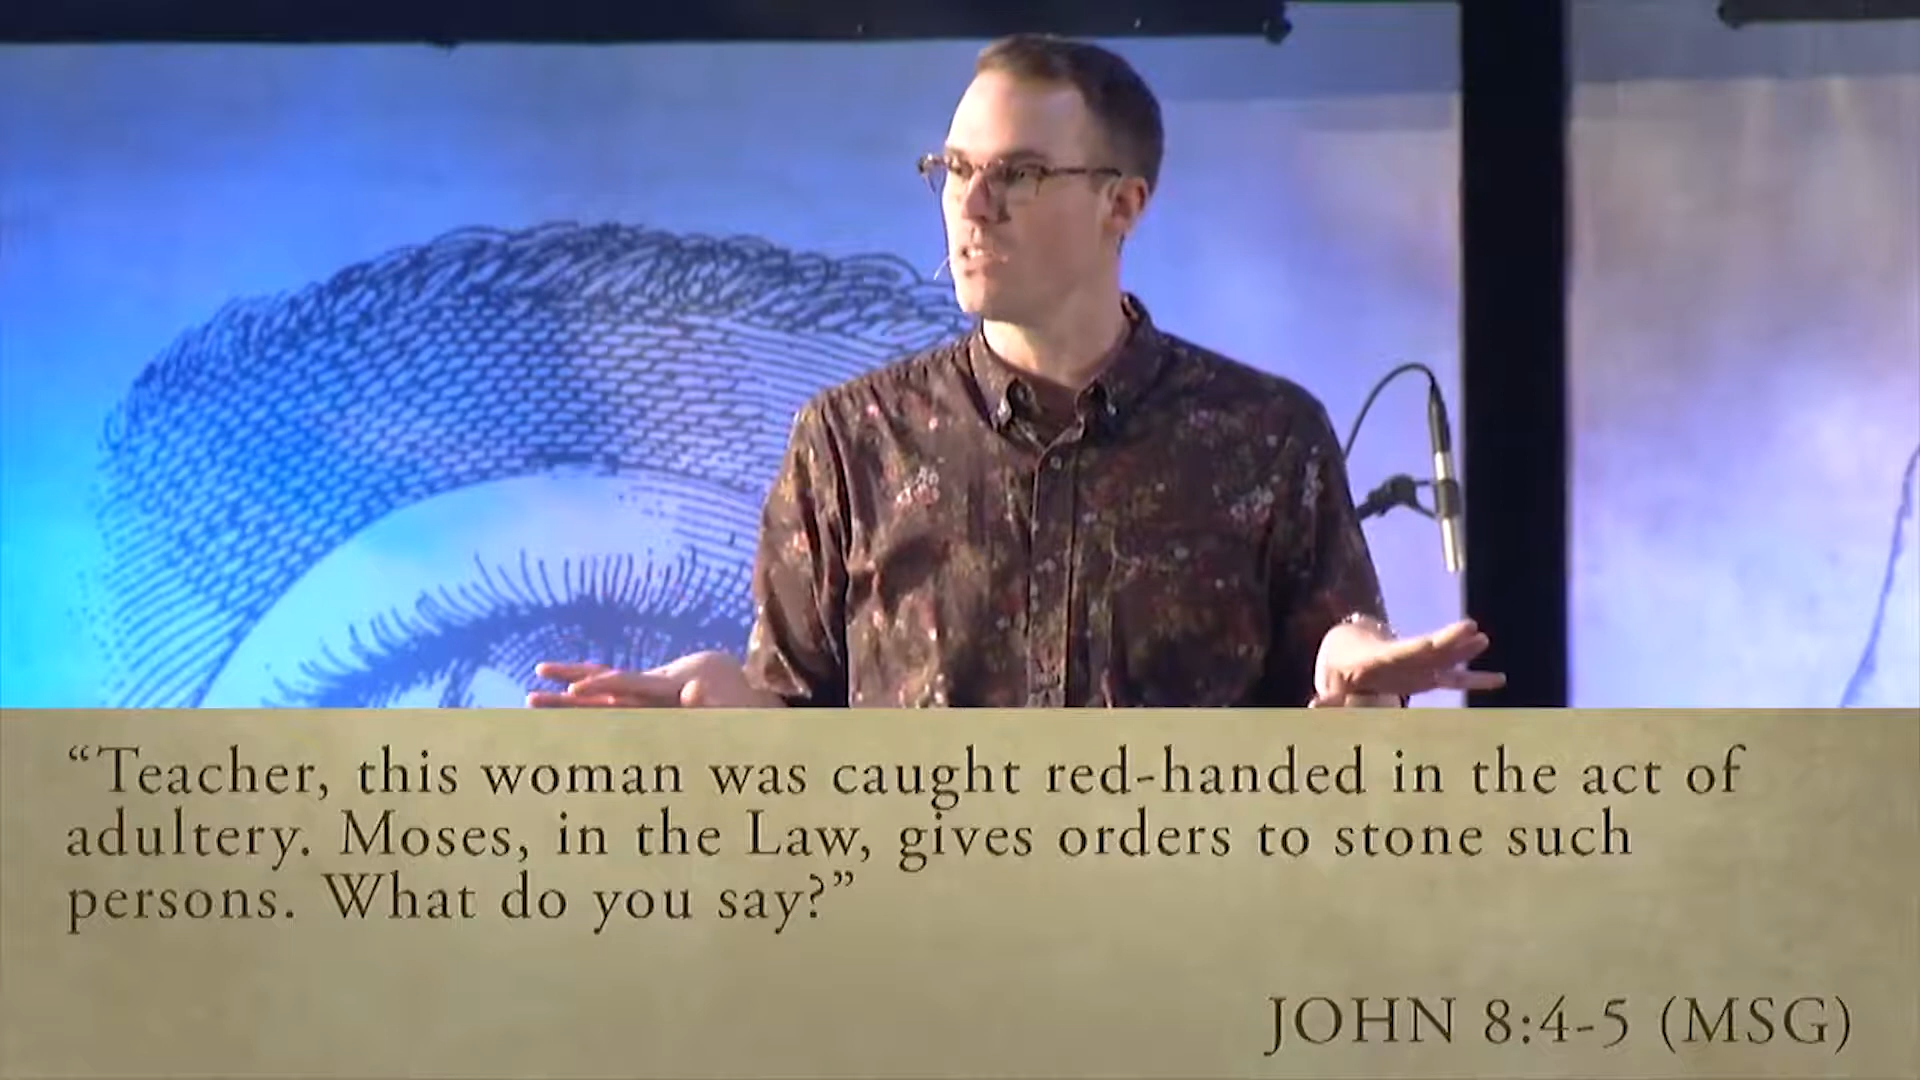 “Teacher, this woman was caught red-handed in the act of
adultery. Moses, in the Law, gives orders to stone such
persons. What do you say?”
JOHN 8:4-5 (MSG)